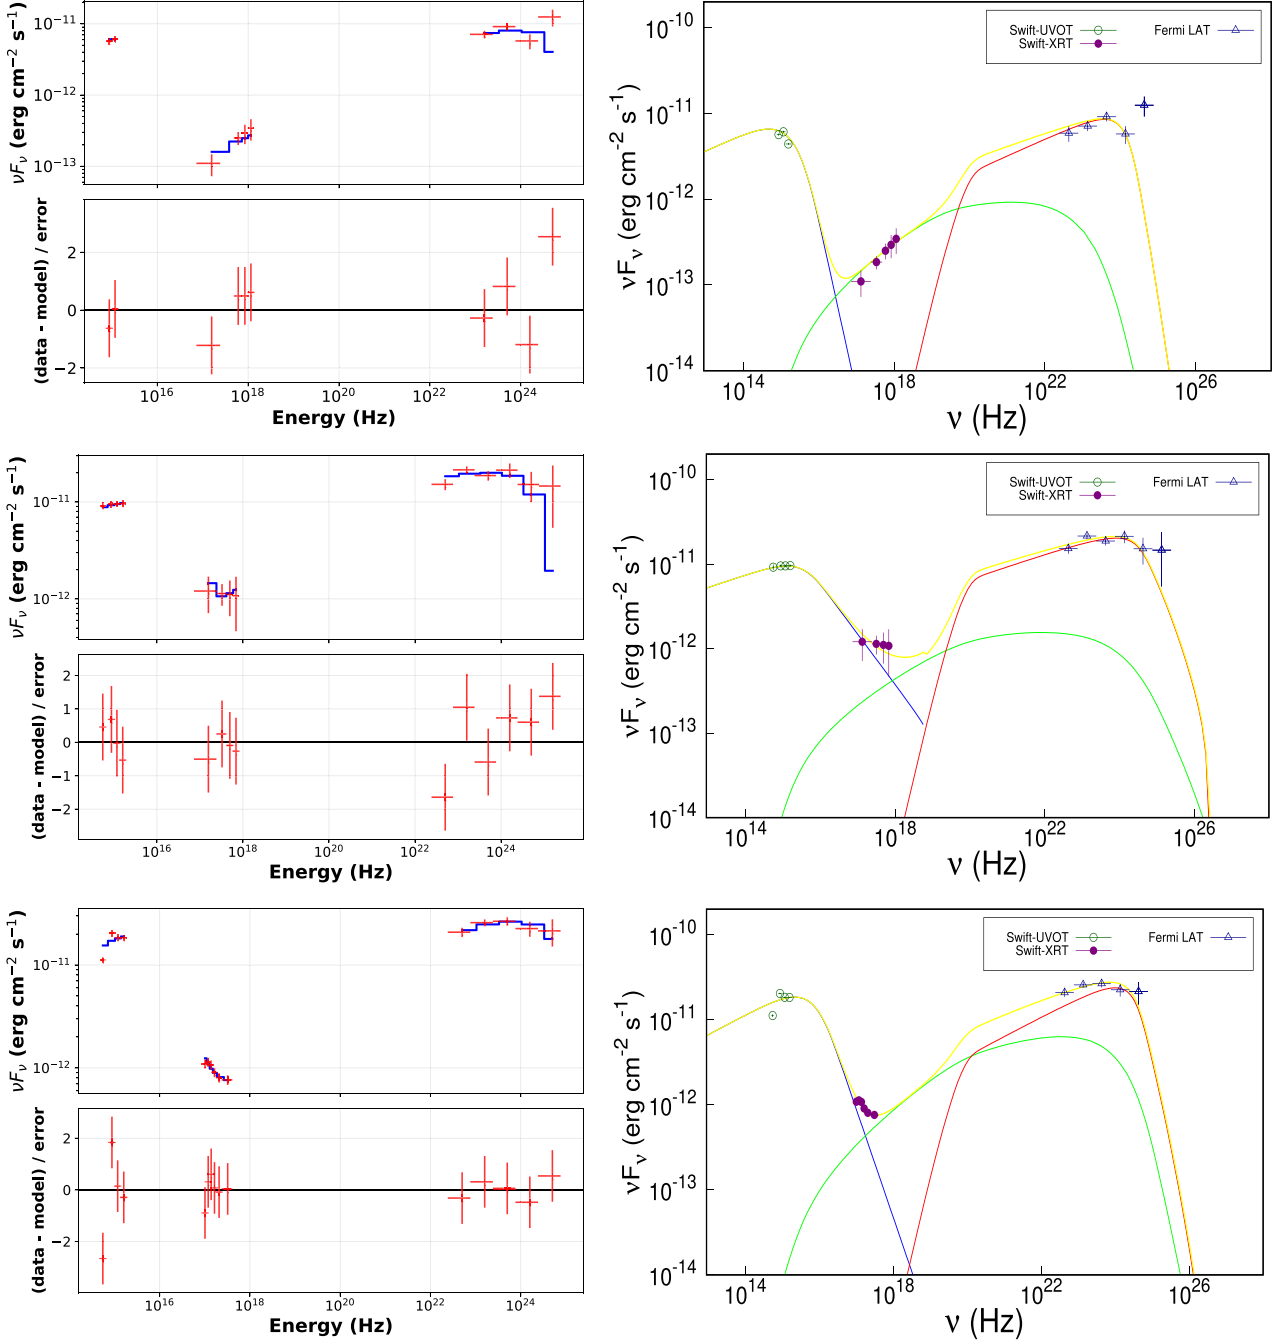 10⁻¹¹
10⁻¹²
10⁻¹³
νFν (erg cm⁻² s⁻¹)
2
0
−2
(data - model) / error
10¹⁶ 10¹⁸ 10²⁰ 10²² 10²⁴
Energy (Hz)
10⁻¹⁰
10⁻¹¹
10⁻¹²
10⁻¹³
10⁻¹⁴
νFν (erg cm⁻² s⁻¹)
Swift-UVOT
Swift-XRT
Fermi LAT
10¹⁴ 10¹⁸ 10²² 10²⁶
ν (Hz)
10⁻¹¹
10⁻¹²
νFν (erg cm⁻² s⁻¹)
2
1
0
−1
−2
(data - model) / error
10¹⁶ 10¹⁸ 10²⁰ 10²² 10²⁴
Energy (Hz)
10⁻¹⁰
10⁻¹¹
10⁻¹²
10⁻¹³
10⁻¹⁴
νFν (erg cm⁻² s⁻¹)
Swift-UVOT
Swift-XRT
Fermi LAT
10¹⁴ 10¹⁸ 10²² 10²⁶
ν (Hz)
10⁻¹¹
10⁻¹²
νFν (erg cm⁻² s⁻¹)
2
0
−2
(data - model) / error
10¹⁶ 10¹⁸ 10²⁰ 10²² 10²⁴
Energy (Hz)
10⁻¹⁰
10⁻¹¹
10⁻¹²
10⁻¹³
10⁻¹⁴
νFν (erg cm⁻² s⁻¹)
Swift-UVOT
Swift-XRT
Fermi LAT
10¹⁴ 10¹⁸ 10²² 10²⁶
ν (Hz)